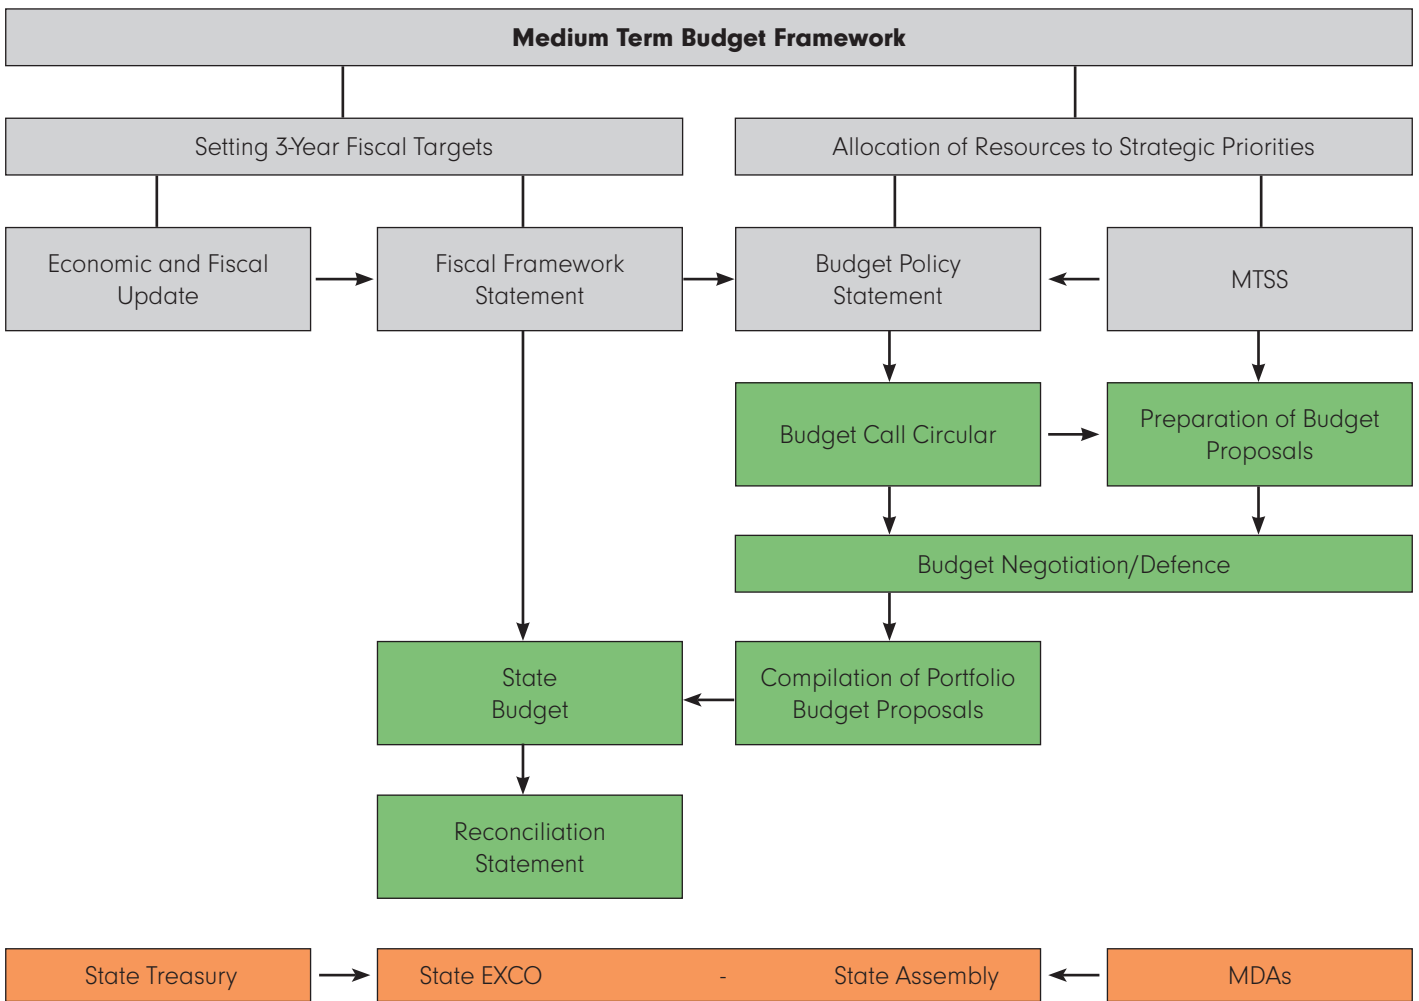 Medium Term Budget Framework
Setting 3-Year Fiscal Targets
Allocation of Resources to Strategic Priorities
Economic and Fiscal
Update
Fiscal Framework
Statement
Budget Policy
Statement
MTSS
Budget Call Circular
Preparation of Budget
Proposals
Budget Negotiation/Defence
State
Budget
Compilation of Portfolio
Budget Proposals
Reconciliation
Statement
State Treasury
State EXCO - State Assembly
MDAs